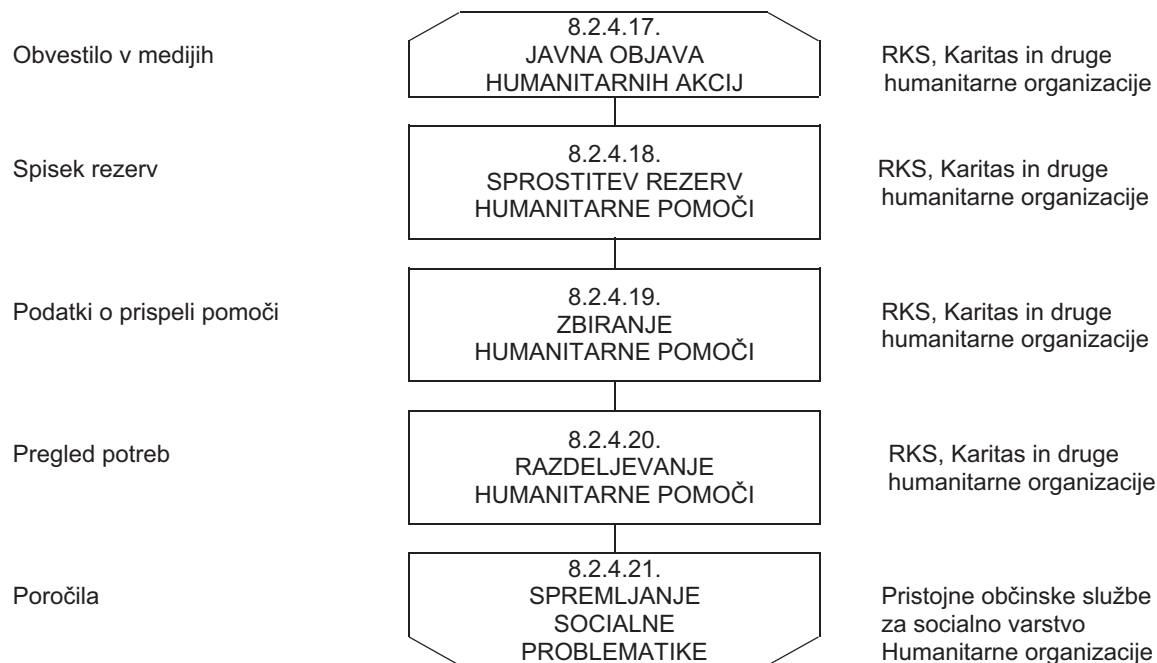 8.2.4.17.
Obvestilo v medijih JAVNA OBJAVA RKS, Karitas in druge
HUMANITARNIH AKCIJ humanitarne organizacije
8.2.4.18.
Spisek rezerv SPROSTITEV REZERV RKS, Karitas in druge
HUMANITARNE POMOČI humanitarne organizacije
8.2.4.19.
Podatki o prispeli pomoči ZBIRANJE RKS, Karitas in druge
HUMANITARNE POMOČI humanitarne organizacije
8.2.4.20.
Pregled potreb RAZDELJEVANJE RKS, Karitas in druge
HUMANITARNE POMOČI humanitarne organizacije
8.2.4.21.
Poročila SPREMLJANJE Pristojne občinske službe
SOCIALNE za socialno varstvo
PROBLEMATIKE Humanitarne organizacije